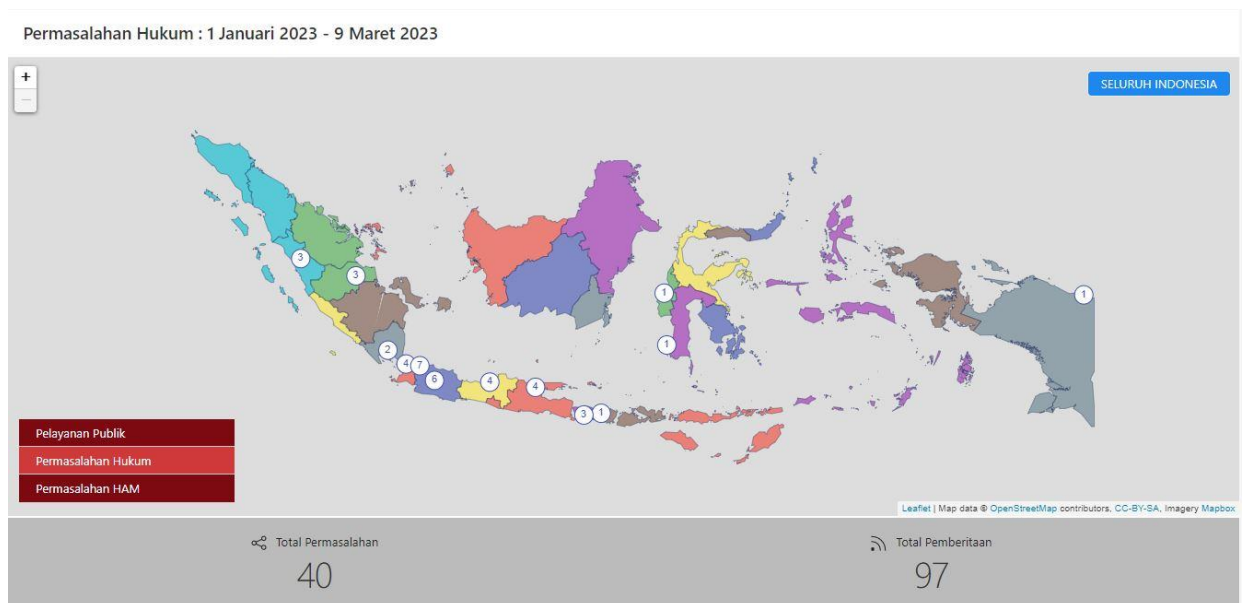 Permasalahan Hukum : 1 Januari 2023 - 9 Maret 2023
+
−
SELURUH INDONESIA
3
3
1
1
1
2
4
7
6
4
4
3
1
Pelayanan Publik
Permasalahan Hukum
Permasalahan HAM
Leaflet | Map data © OpenStreetMap contributors, CC-BY-SA, Imagery Mapbox
Total Permasalahan
40
Total Pemberitaan
97